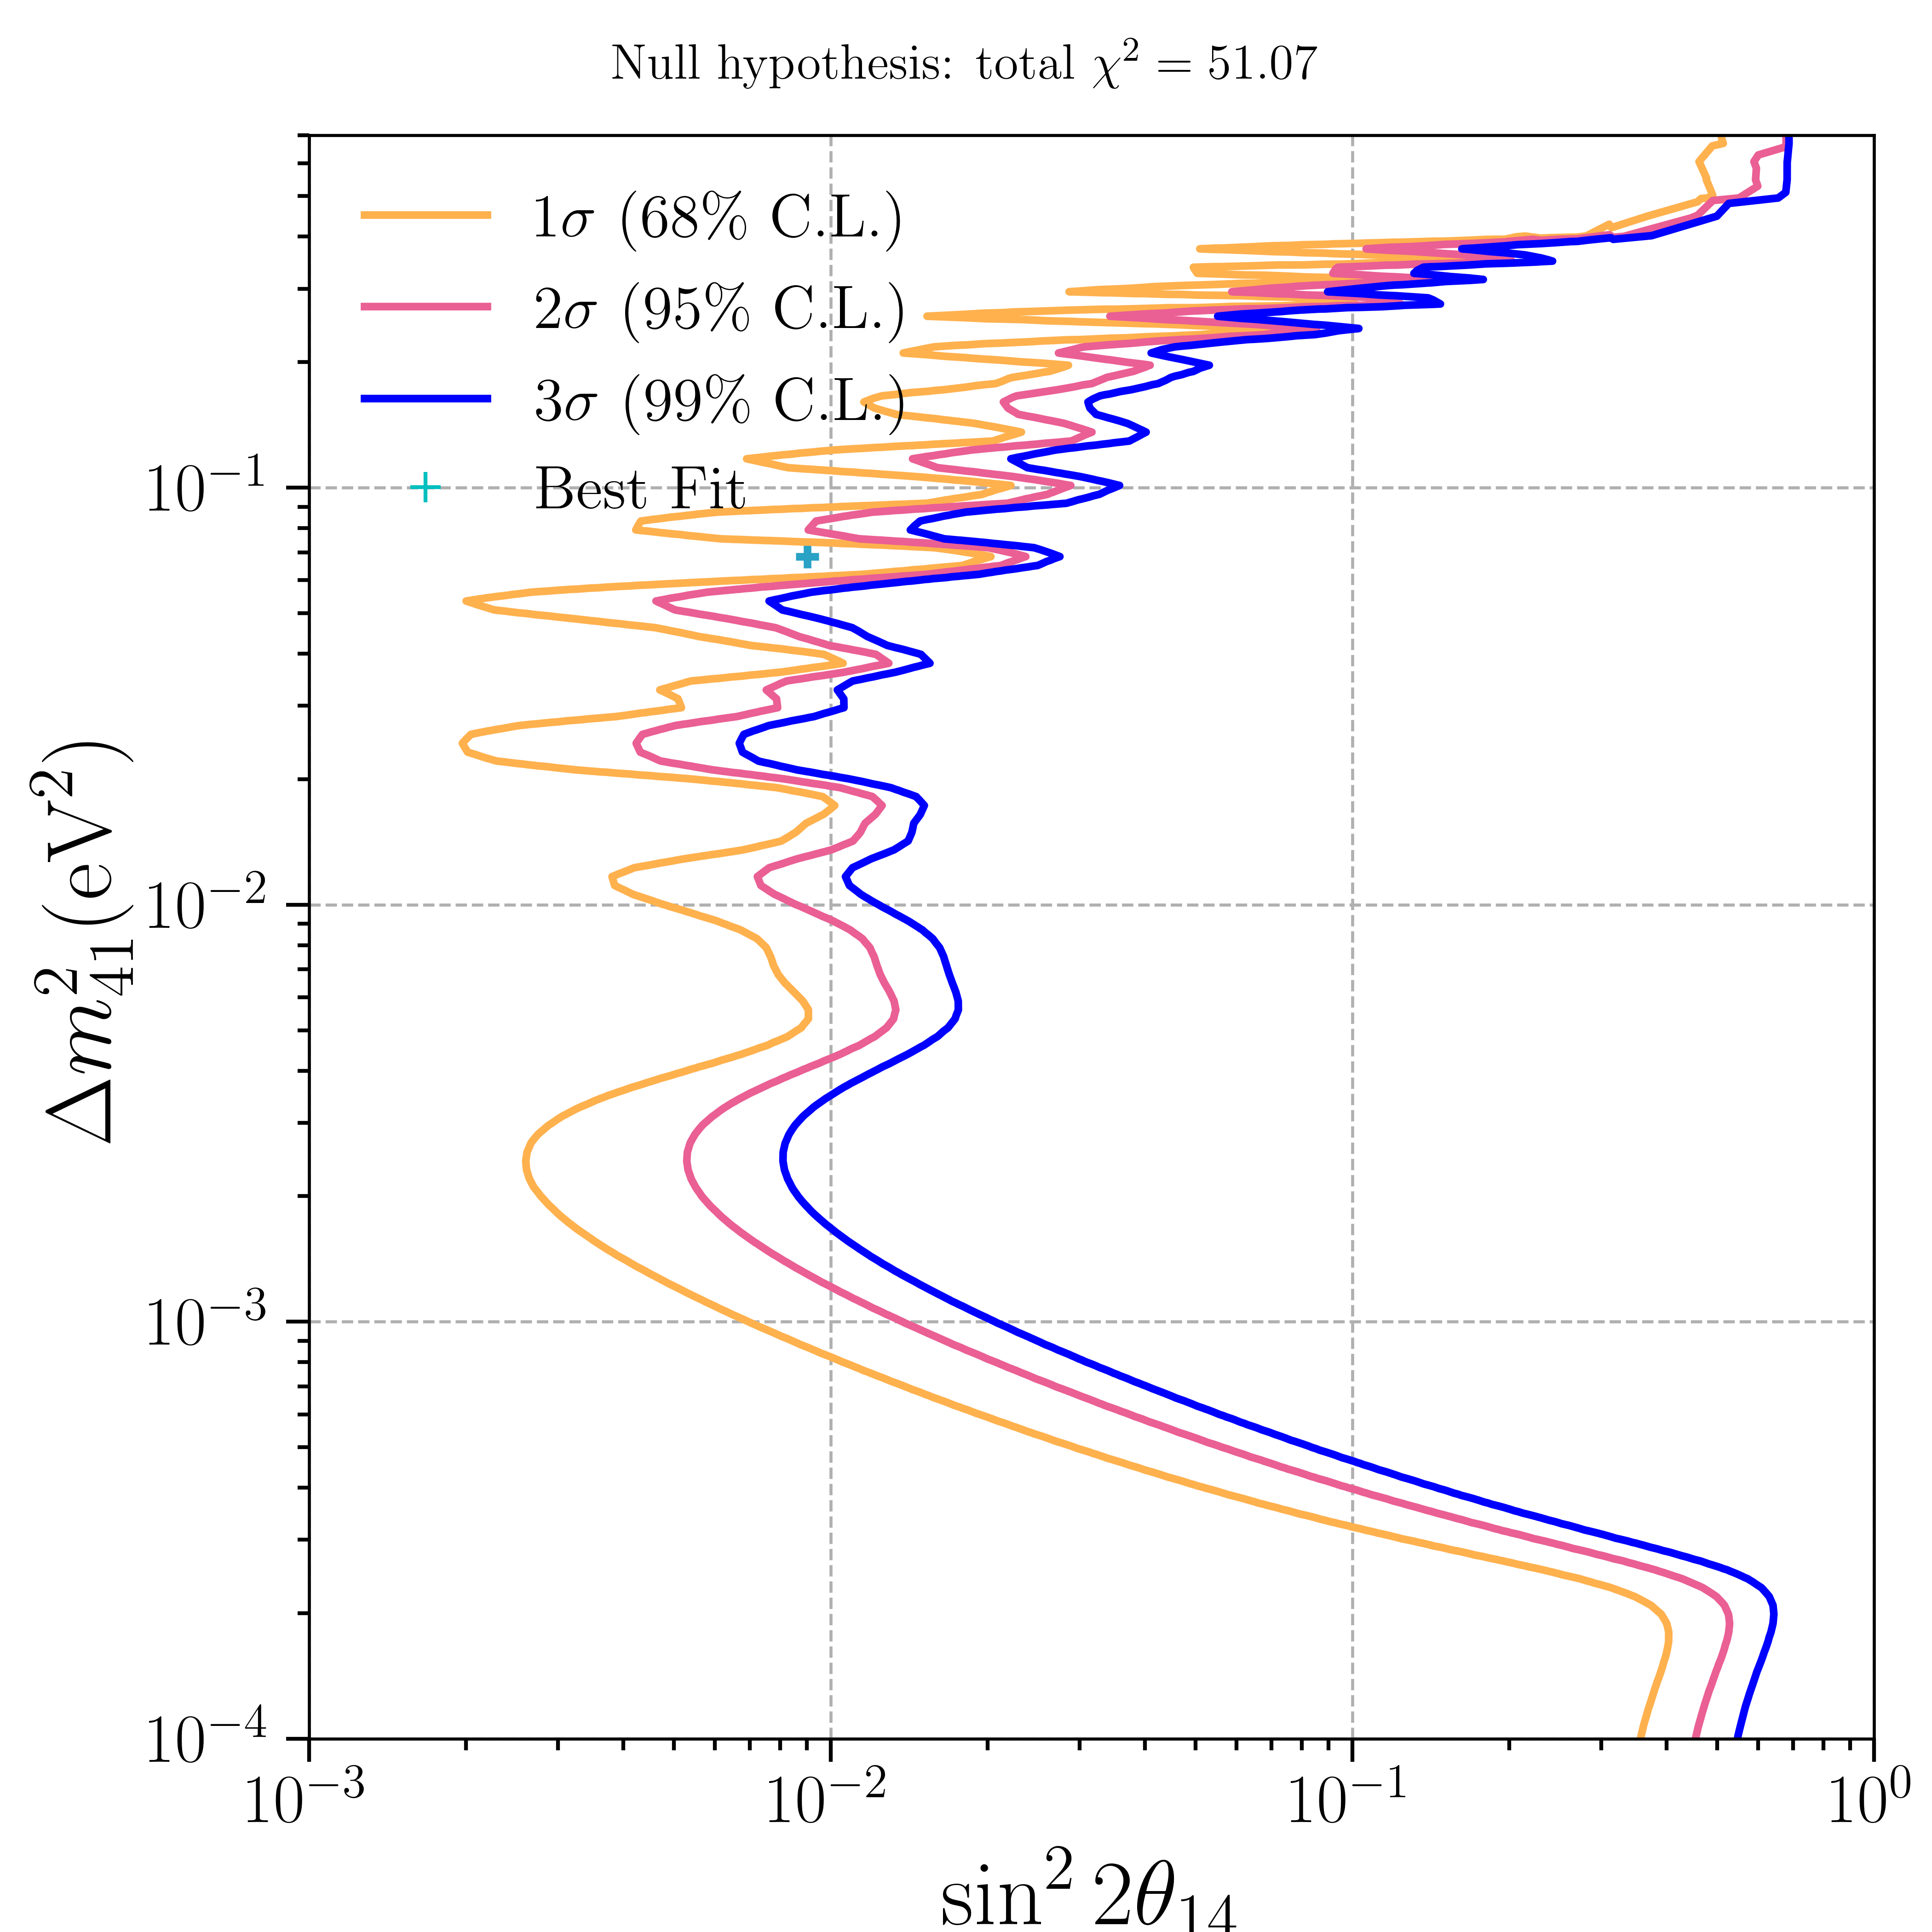 Null hypothesis: total χ² = 51.07
1σ (68% C.L.)
2σ (95% C.L.)
3σ (99% C.L.)
Best Fit
Δm²₄₁(eV²)
10⁻¹
10⁻²
10⁻³
10⁻⁴
10⁻³ 10⁻² 10⁻¹ 10⁰
sin² 2θ₁₄